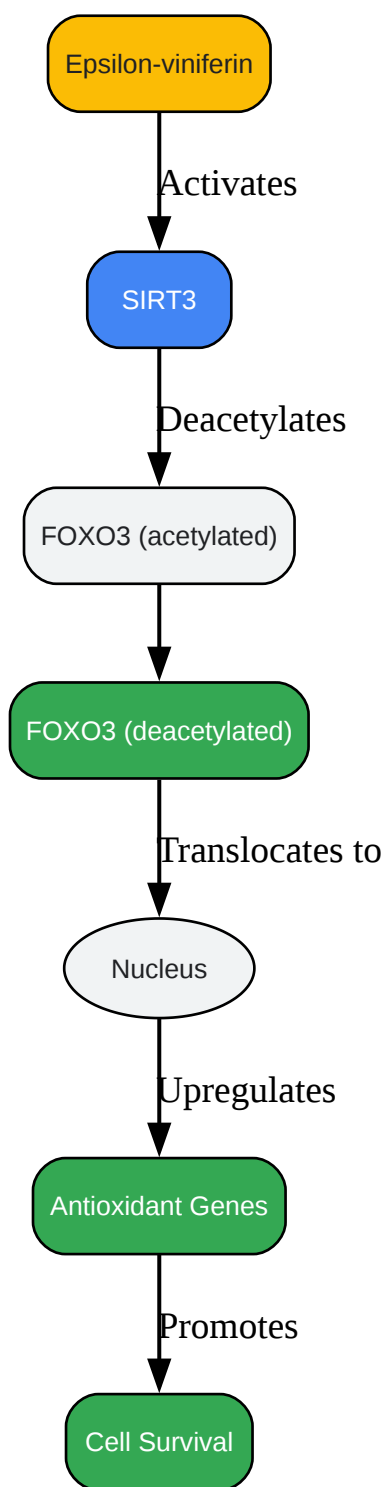 Epsilon-viniferin
Activates
SIRT3
Deacetylates
FOXO3 (acetylated)
FOXO3 (deacetylated)
Translocates to
Nucleus
Upregulates
Antioxidant Genes
Promotes
Cell Survival